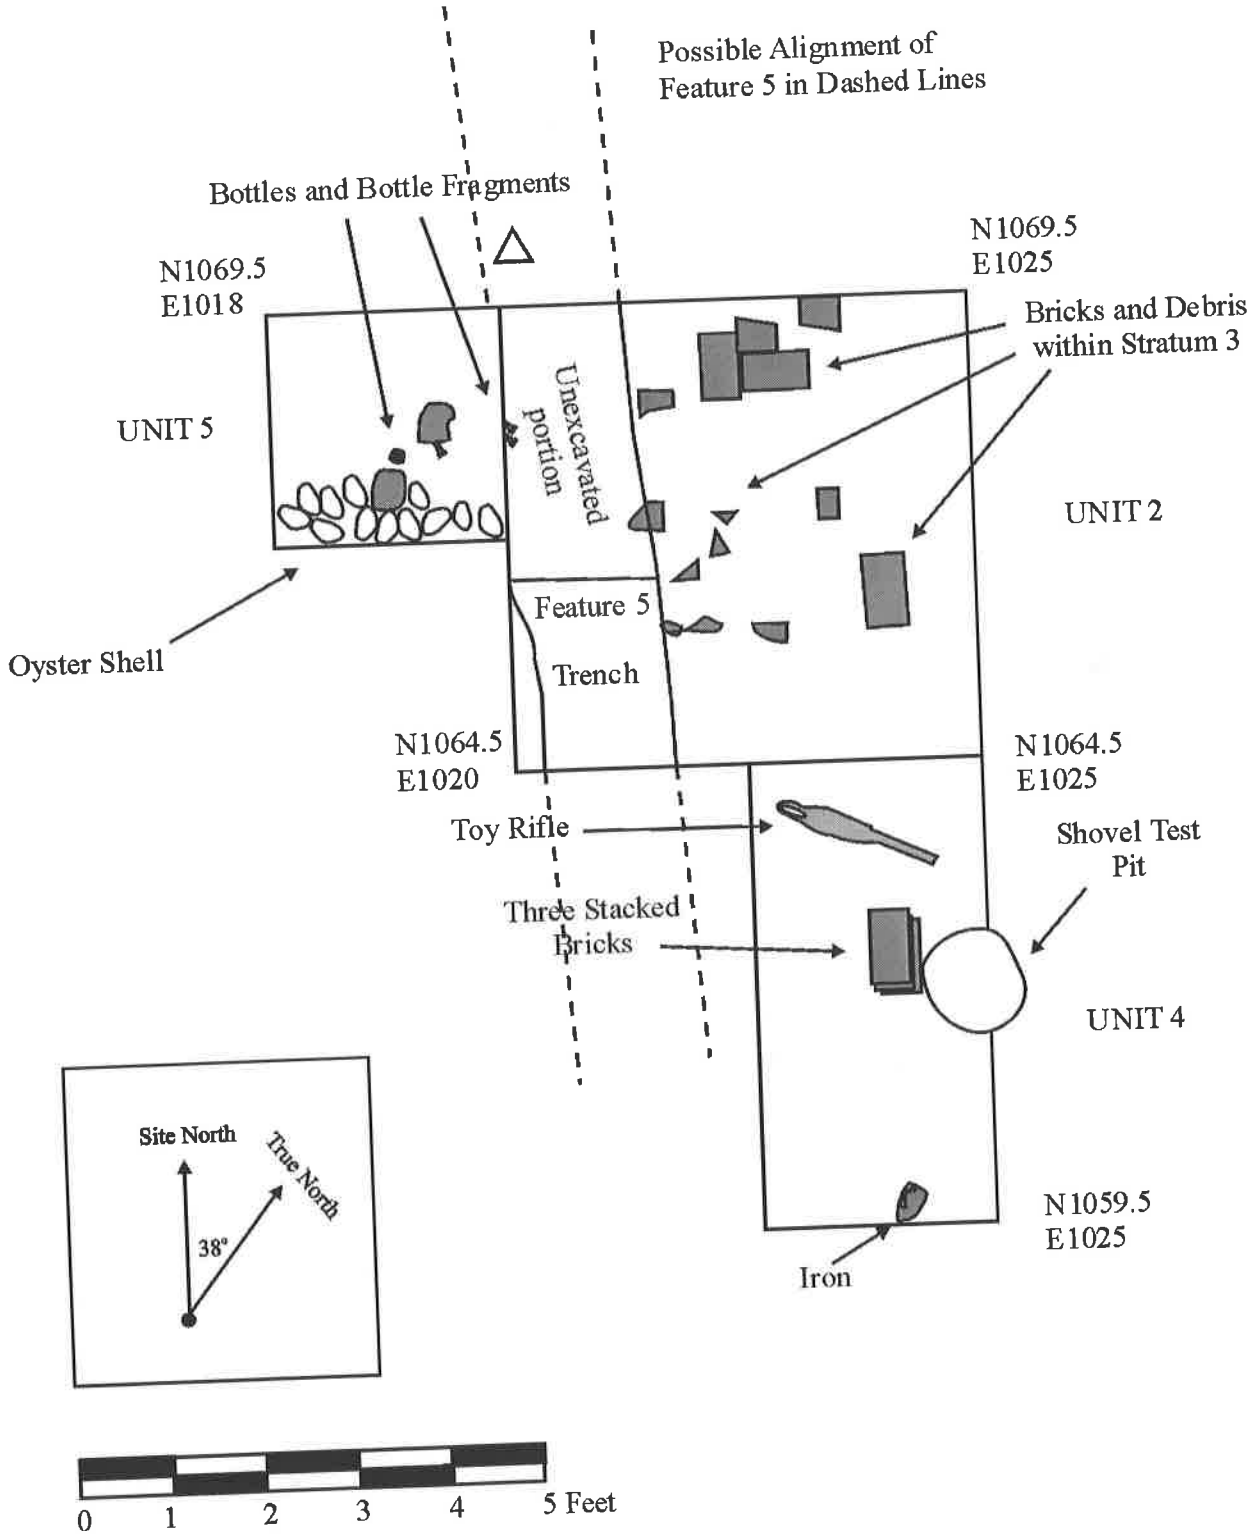 Possible Alignment of
Feature 5 in Dashed Lines
Bottles and Bottle Fragments
N1069.5
E1018
N1069.5
E1025
Bricks and Debris
within Stratum 3
UNIT 5
Unexcavated
portion
UNIT 2
Feature 5
Trench
Oyster Shell
N1064.5
E1020
N1064.5
E1025
Toy Rifle
Shovel Test
Pit
Three Stacked
Bricks
UNIT 4
Site North
True North
38°
N1059.5
E1025
Iron
0 1 2 3 4 5 Feet